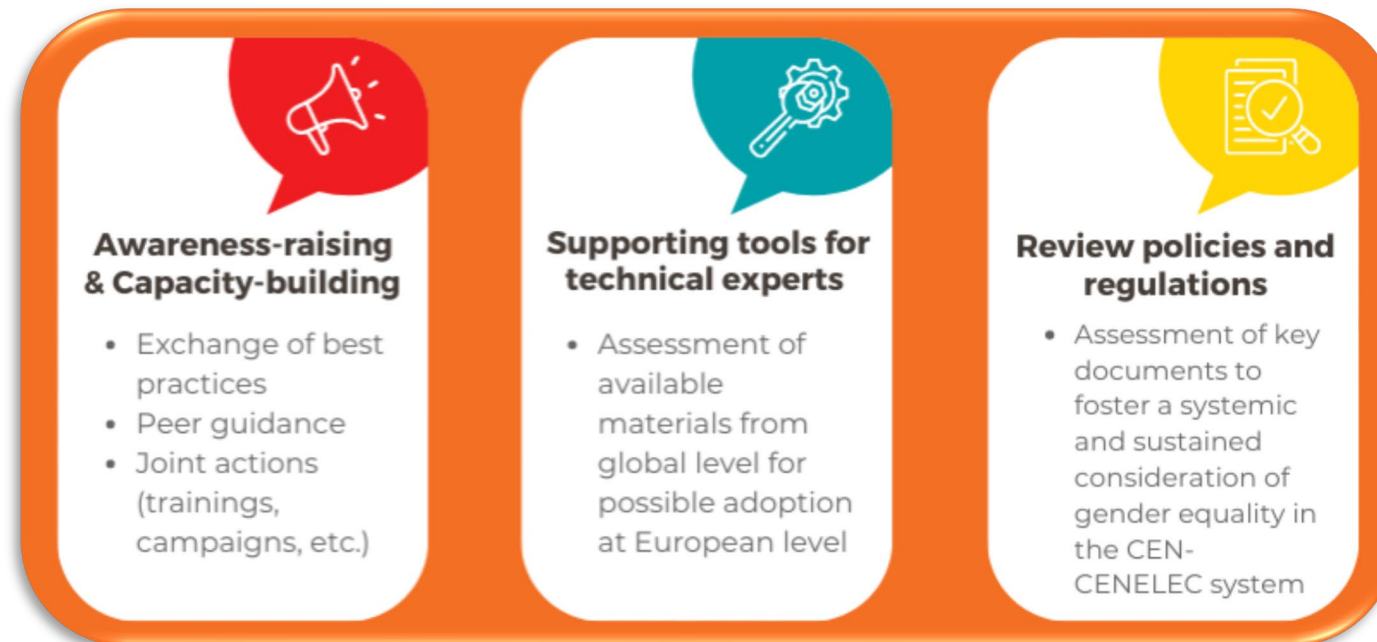 Awareness-raising
& Capacity-building
• Exchange of best
practices
• Peer guidance
• Joint actions
(trainings,
campaigns, etc.)
Supporting tools for
technical experts
• Assessment of
available
materials from
global level for
possible adoption
at European level
Review policies and
regulations
• Assessment of key
documents to
foster a systemic
and sustained
consideration of
gender equality in
the CEN-
CENELEC system